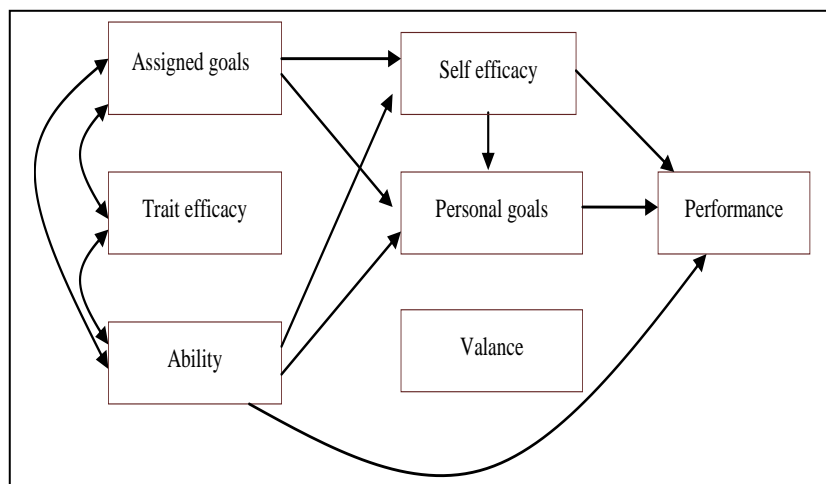 Assigned goals
Self efficacy
Trait efficacy
Personal goals
Performance
Ability
Valance